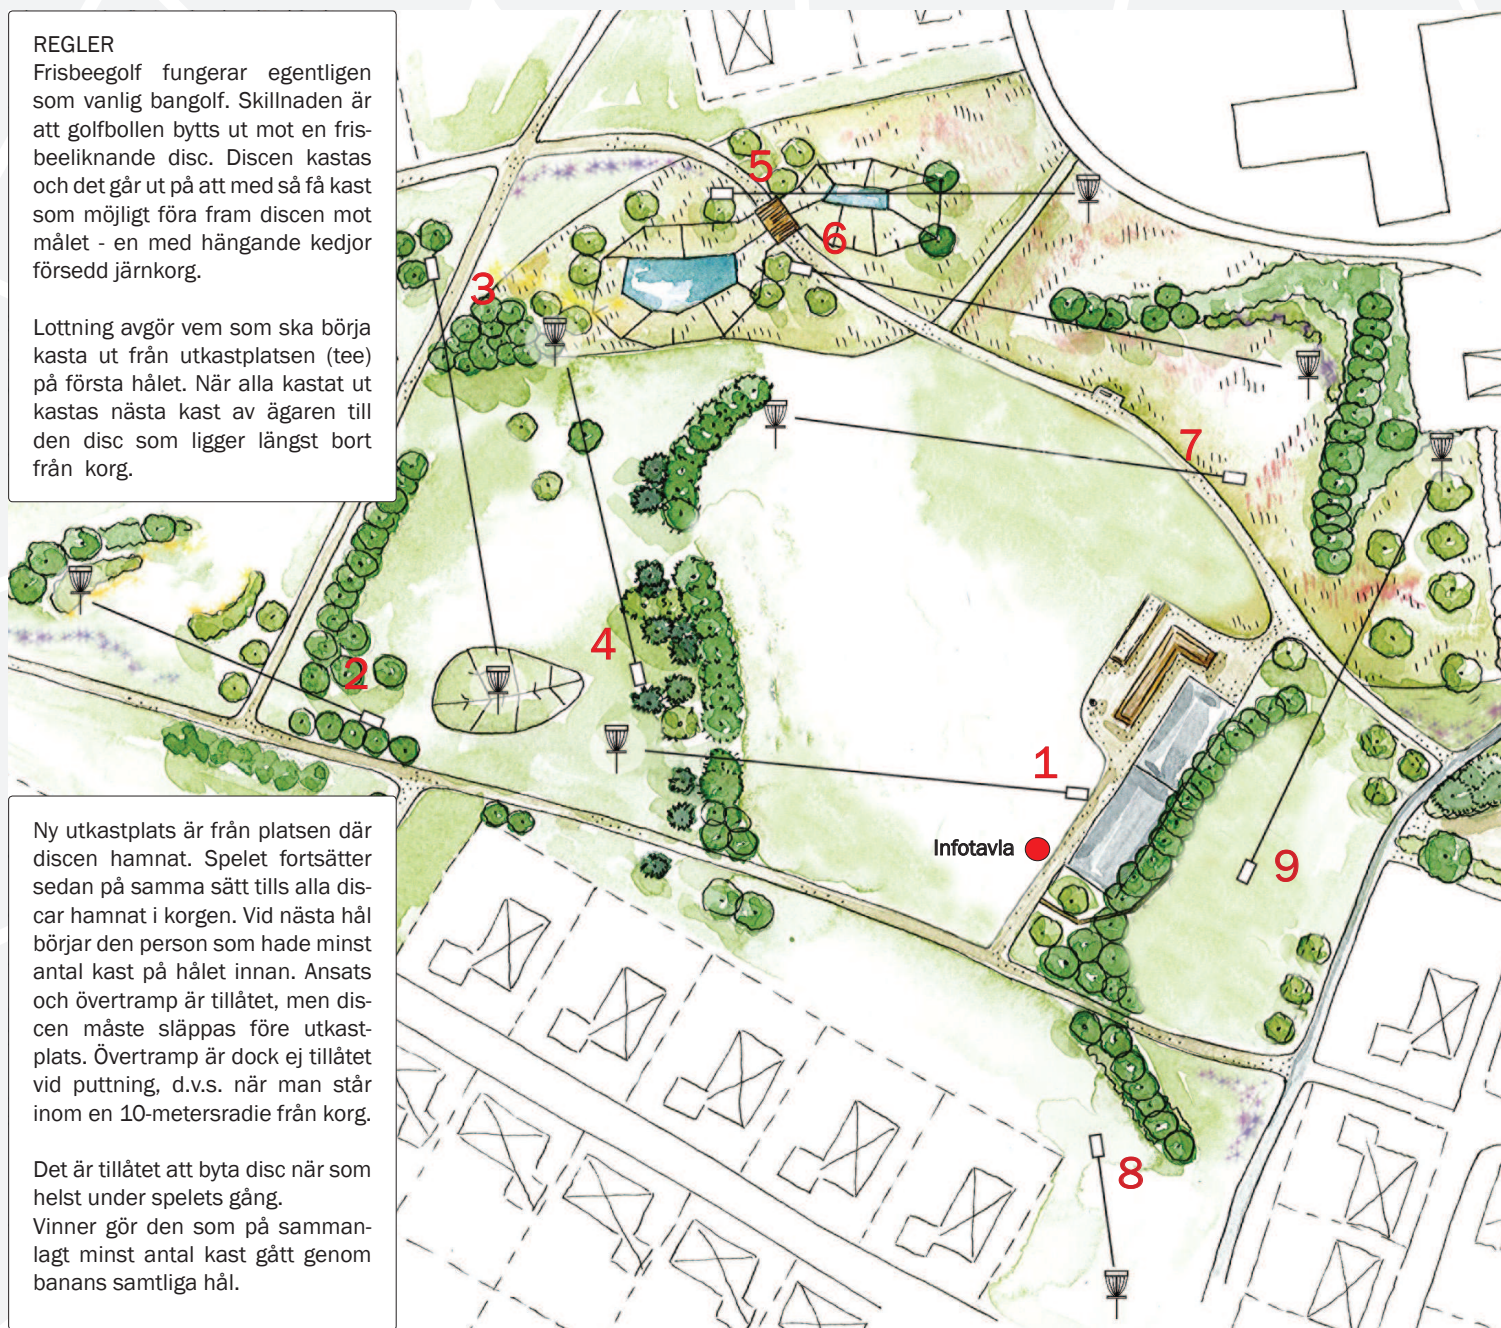 REGLER
Frisbeegolf fungerar egentligen
som vanlig bangolf. Skillnaden är
att golfbollen bytts ut mot en fris-
beeliknande disc. Discen kastas
och det går ut på att med så få kast
som möjligt föra fram discen mot
målet - en med hängande kedjor
försedd järnkorg.
Lottning avgör vem som ska börja
kasta ut från utkastplatsen (tee)
på första hålet. När alla kastat ut
kastas nästa kast av ägaren till
den disc som ligger längst bort
från korg.
Ny utkastplats är från platsen där
discen hamnat. Spelet fortsätter
sedan på samma sätt tills alla dis-
car hamnat i korgen. Vid nästa hål
börjar den person som hade minst
antal kast på hålet innan. Ansats
och övertramp är tillåtet, men dis-
cen måste släppas före utkast-
plats. Övertramp är dock ej tillåtet
vid puttning, d.v.s. när man står
inom en 10-metersradie från korg.
Det är tillåtet att byta disc när som
helst under spelets gång.
Vinner gör den som på samman-
lagt minst antal kast gått genom
banans samtliga hål.
5
6
3
7
4
2
1
Infotavla
9
8